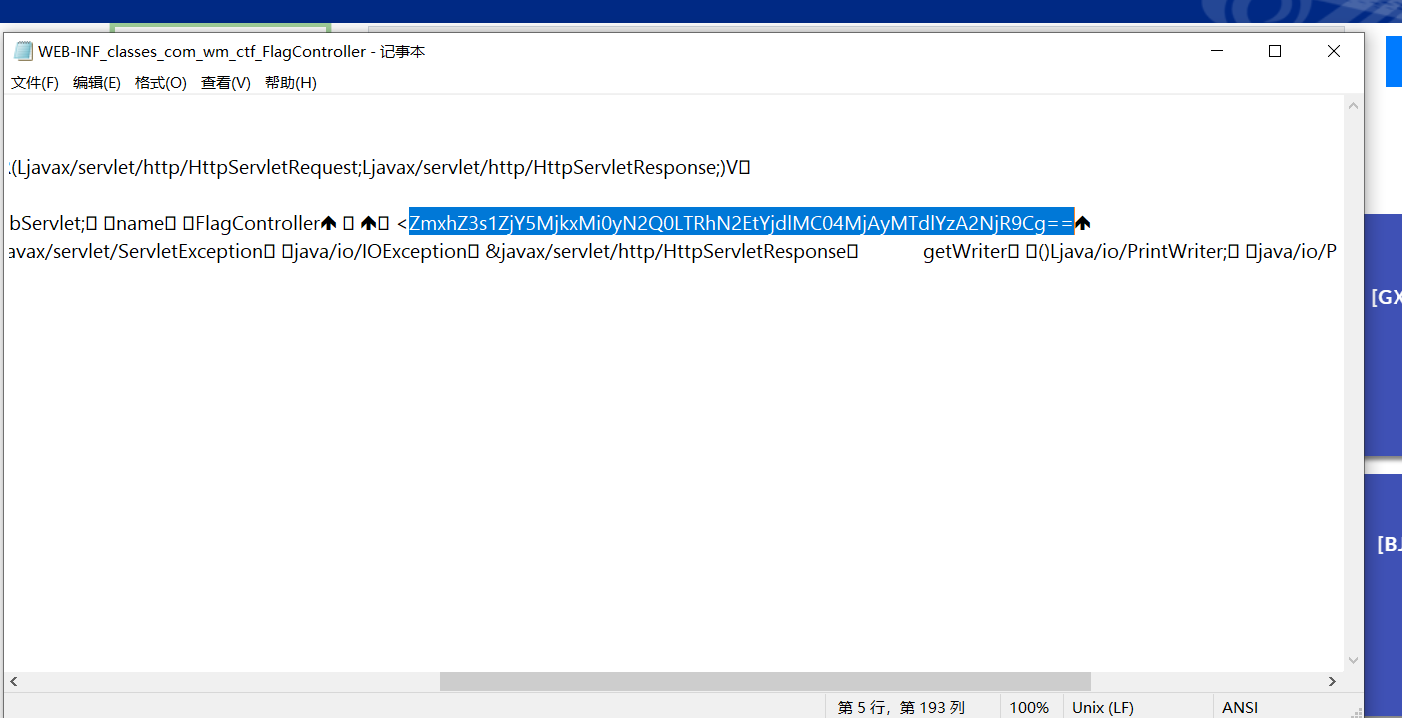 WEB-INF_classes_com_wm_ctf_FlagController - 记事本
文件(F) 编辑(E) 格式(O) 查看(V) 帮助(H)
(Ljavax/servlet/http/HttpServletRequest;Ljavax/servlet/http/HttpServletResponse;)V
bServlet; name FlagController <ZmxhZ3s1ZjY5MjkxMi0yN2Q0LTRhN2EtYjdlMC04MjAyMTdlYzA2NjR9Cg==
avax/servlet/ServletException java/io/IOException &javax/servlet/http/HttpServletResponse getWriter ()Ljava/io/PrintWriter; java/io/P
[GX
[BJ
第 5 行，第 193 列 100% Unix (LF) ANSI